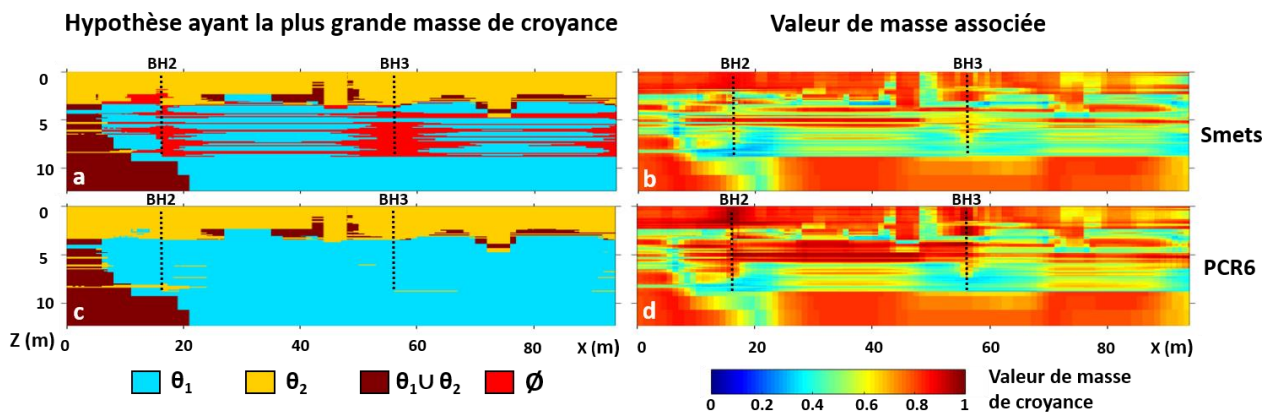 Hypothèse ayant la plus grande masse de croyance
Valeur de masse associée
BH2 BH3
BH2 BH3
0
5
10
a
b
Smets
BH2 BH3
BH2 BH3
0
5
10
c
d
PCR6
Z (m)
0 20 40 60 80 X (m)
0 20 40 60 80 X (m)
θ₁ θ₂ θ₁∪ θ₂ Ø
0 0.2 0.4 0.6 0.8 1
Valeur de masse
de croyance